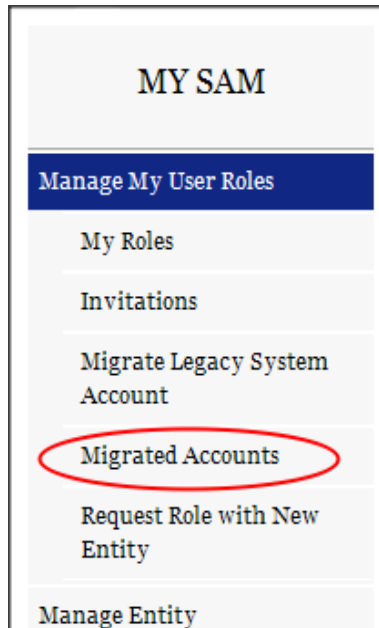 MY SAM
Manage My User Roles
My Roles
Invitations
Migrate Legacy System
Account
Migrated Accounts
Request Role with New
Entity
Manage Entity